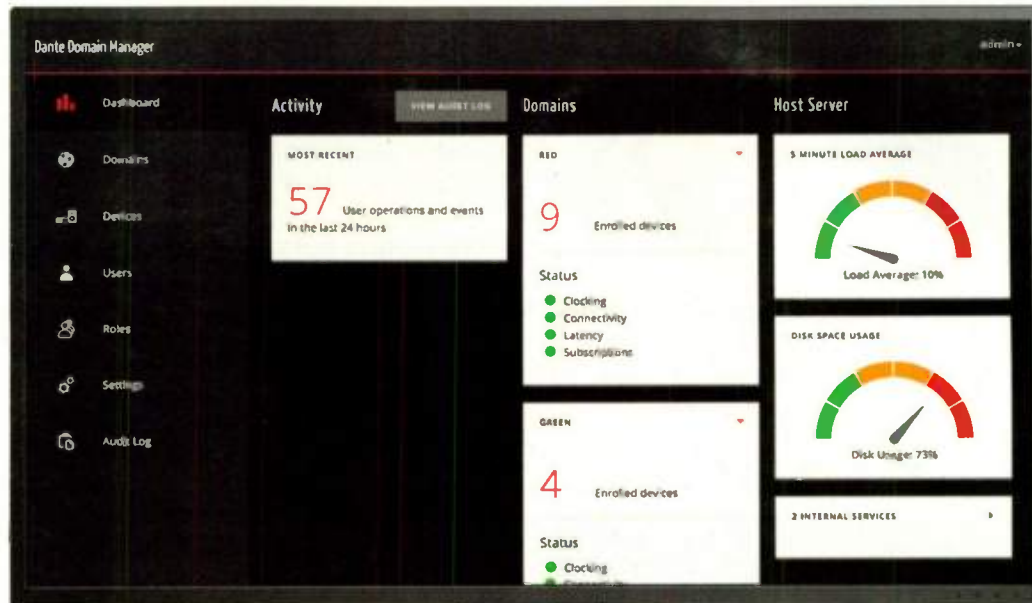 Dante Domain Manager
admin
Dashboard
Domains
Devices
Users
Roles
Settings
Audit Log
Activity
VIEW AUDIT LOG
MOST RECENT
57 User operations and events
in the last 24 hours
Domains
RED
9 Enrolled devices
Status
Clocking
Connectivity
Latency
Subscriptions
GREEN
4 Enrolled devices
Status
Clocking
Connectivity
Host Server
5 MINUTE LOAD AVERAGE
Load Average: 10%
DISK SPACE USAGE
Disk Usage: 73%
2 INTERNAL SERVICES